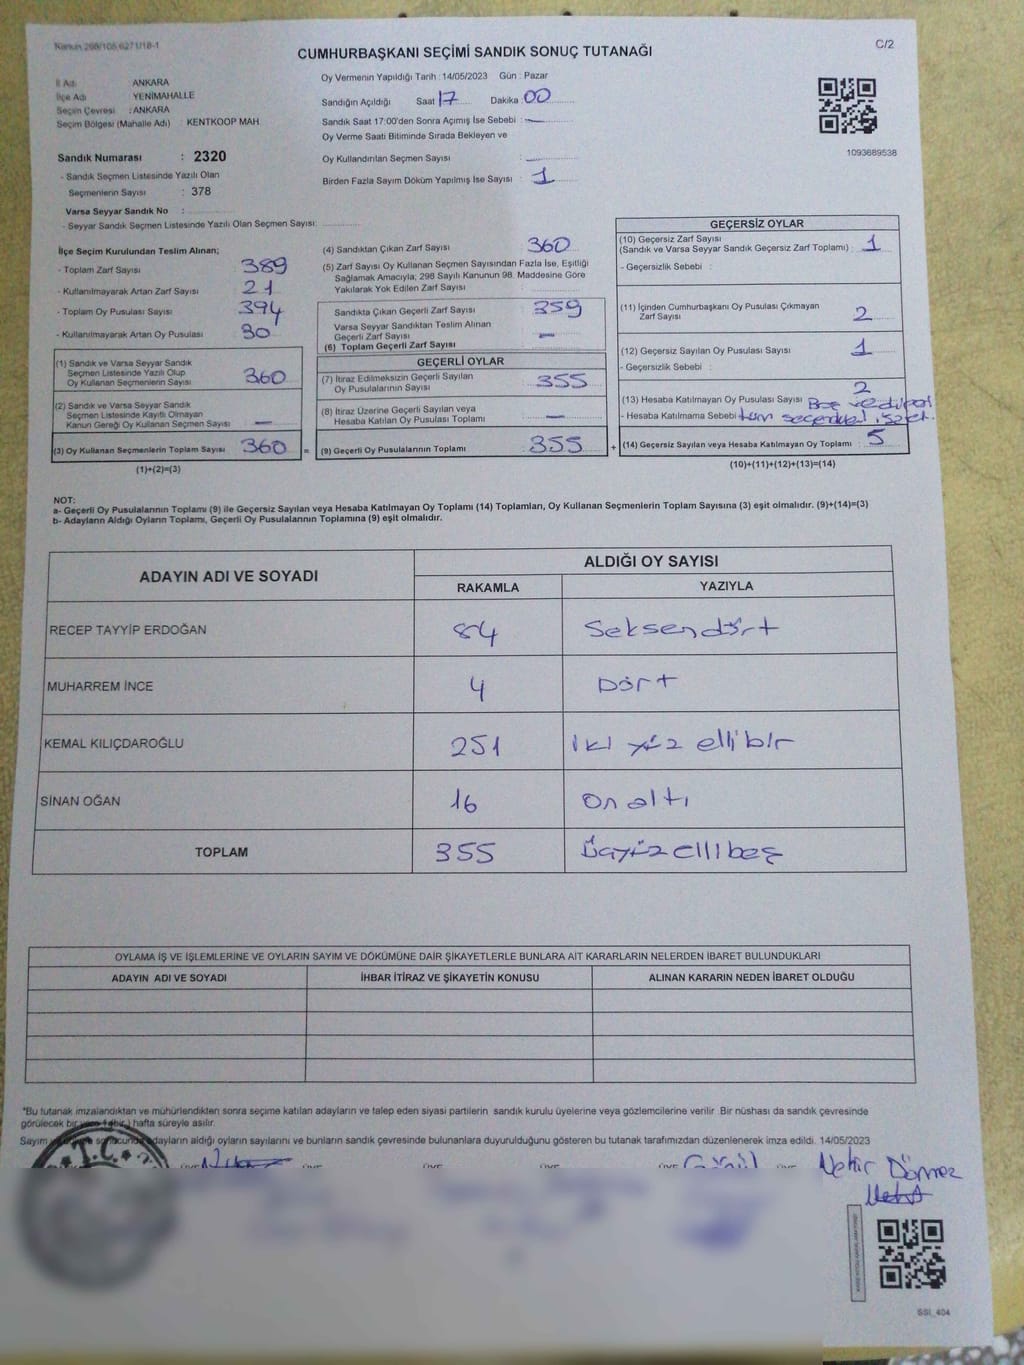 Kanun 298/105,6271/18-1
C/2
CUMHURBAŞKANI SEÇİMİ SANDIK SONUÇ TUTANAĞI
İl Adı : ANKARA
İlçe Adı : YENİMAHALLE
Seçim Çevresi : ANKARA
Seçim Bölgesi (Mahalle Adı) : KENTKOOP MAH.
Sandık Numarası : 2320
- Sandık Seçmen Listesinde Yazılı Olan
Seçmenlerin Sayısı : 378
Varsa Seyyar Sandık No :
- Seyyar Sandık Seçmen Listesinde Yazılı Olan Seçmen Sayısı:
Oy Vermenin Yapıldığı Tarih : 14/05/2023 Gün : Pazar
Sandığın Açıldığı Saat 17 Dakika : 00
Sandık Saat 17:00'den Sonra Açımış İse Sebebi : —
Oy Verme Saati Bitiminde Sırada Bekleyen ve
Oy Kullandırılan Seçmen Sayısı : —
Birden Fazla Sayım Döküm Yapılmış İse Sayısı : 1
1093689538
İlçe Seçim Kurulundan Teslim Alınan;
- Toplam Zarf Sayısı 389
- Kullanılmayarak Artan Zarf Sayısı 21
- Toplam Oy Pusulası Sayısı 394
- Kullanılmayarak Artan Oy Pusulası 30
(1) Sandık ve Varsa Seyyar Sandık
Seçmen Listesinde Yazılı Olup
Oy Kullanan Seçmenlerin Sayısı 360
(2) Sandık ve Varsa Seyyar Sandık
Seçmen Listesinde Kayıtlı Olmayan
Kanun Gereği Oy Kullanan Seçmen Sayısı —
(3) Oy Kullanan Seçmenlerin Toplam Sayısı 360 =
(1)+(2)=(3)
(4) Sandıktan Çıkan Zarf Sayısı 360
(5) Zarf Sayısı Oy Kullanan Seçmen Sayısından Fazla İse, Eşitliği
Sağlamak Amacıyla; 298 Sayılı Kanunun 98. Maddesine Göre
Yakılarak Yok Edilen Zarf Sayısı
Sandıkta Çıkan Geçerli Zarf Sayısı 359
Varsa Seyyar Sandıktan Teslim Alınan
Geçerli Zarf Sayısı —
(6) Toplam Geçerli Zarf Sayısı
GEÇERLİ OYLAR
(7) İtiraz Edilmeksizin Geçerli Sayılan
Oy Pusulalarının Sayısı 355
(8) İtiraz Üzerine Geçerli Sayılan veya
Hesaba Katılan Oy Pusulası Toplamı —
(9) Geçerli Oy Pusulalarının Toplamı 355 +
GEÇERSİZ OYLAR
(10) Geçersiz Zarf Sayısı
(Sandık ve Varsa Seyyar Sandık Geçersiz Zarf Toplamı) : 1
- Geçersizlik Sebebi :
(11) İçinden Cumhurbaşkanı Oy Pusulası Çıkmayan
Zarf Sayısı 2
(12) Geçersiz Sayılan Oy Pusulası Sayısı 1
- Geçersizlik Sebebi :
2
(13) Hesaba Katılmayan Oy Pusulası Sayısı
- Hesaba Katılmama Sebebi
(14) Geçersiz Sayılan veya Hesaba Katılmayan Oy Toplamı : 5
(10)+(11)+(12)+(13)=(14)
NOT:
a- Geçerli Oy Pusulalarının Toplamı (9) ile Geçersiz Sayılan veya Hesaba Katılmayan Oy Toplamı (14) Toplamları, Oy Kullanan Seçmenlerin Toplam Sayısına (3) eşit olmalıdır. (9)+(14)=(3)
b- Adayların Aldığı Oyların Toplamı, Geçerli Oy Pusulalarının Toplamına (9) eşit olmalıdır.
ADAYIN ADI VE SOYADI
ALDIĞI OY SAYISI
RAKAMLA YAZIYLA
RECEP TAYYİP ERDOĞAN 84 Seksendört
MUHARREM İNCE 4 Dört
KEMAL KILIÇDAROĞLU 251 iki yüz ellibir
SİNAN OĞAN 16 on altı
TOPLAM 355 Üçyüzellibeş
OYLAMA İŞ VE İŞLEMLERİNE VE OYLARIN SAYIM VE DÖKÜMÜNE DAİR ŞİKAYETLERLE BUNLARA AİT KARARLARIN NELERDEN İBARET BULUNDUKLARI
ADAYIN ADI VE SOYADI İHBAR İTİRAZ VE ŞİKAYETİN KONUSU ALINAN KARARIN NEDEN İBARET OLDUĞU
*Bu tutanak imzalandıktan ve mühürlendikten sonra seçime katılan adayların ve talep eden siyasi partilerin sandık kurulu üyelerine veya gözlemcilerine verilir. Bir nüshası da sandık çevresinde
görülecek bir yere 1 (bir) hafta süreyle asılır.
Sayım ve döküm sonucunda adayların aldığı oyların sayılarını ve bunların sandık çevresinde bulunanlara duyurulduğunu gösteren bu tutanak tarafımızdan düzenlenerek imza edildi. 14/05/2023
T.C.
Nehir Dönmez
SSI_404